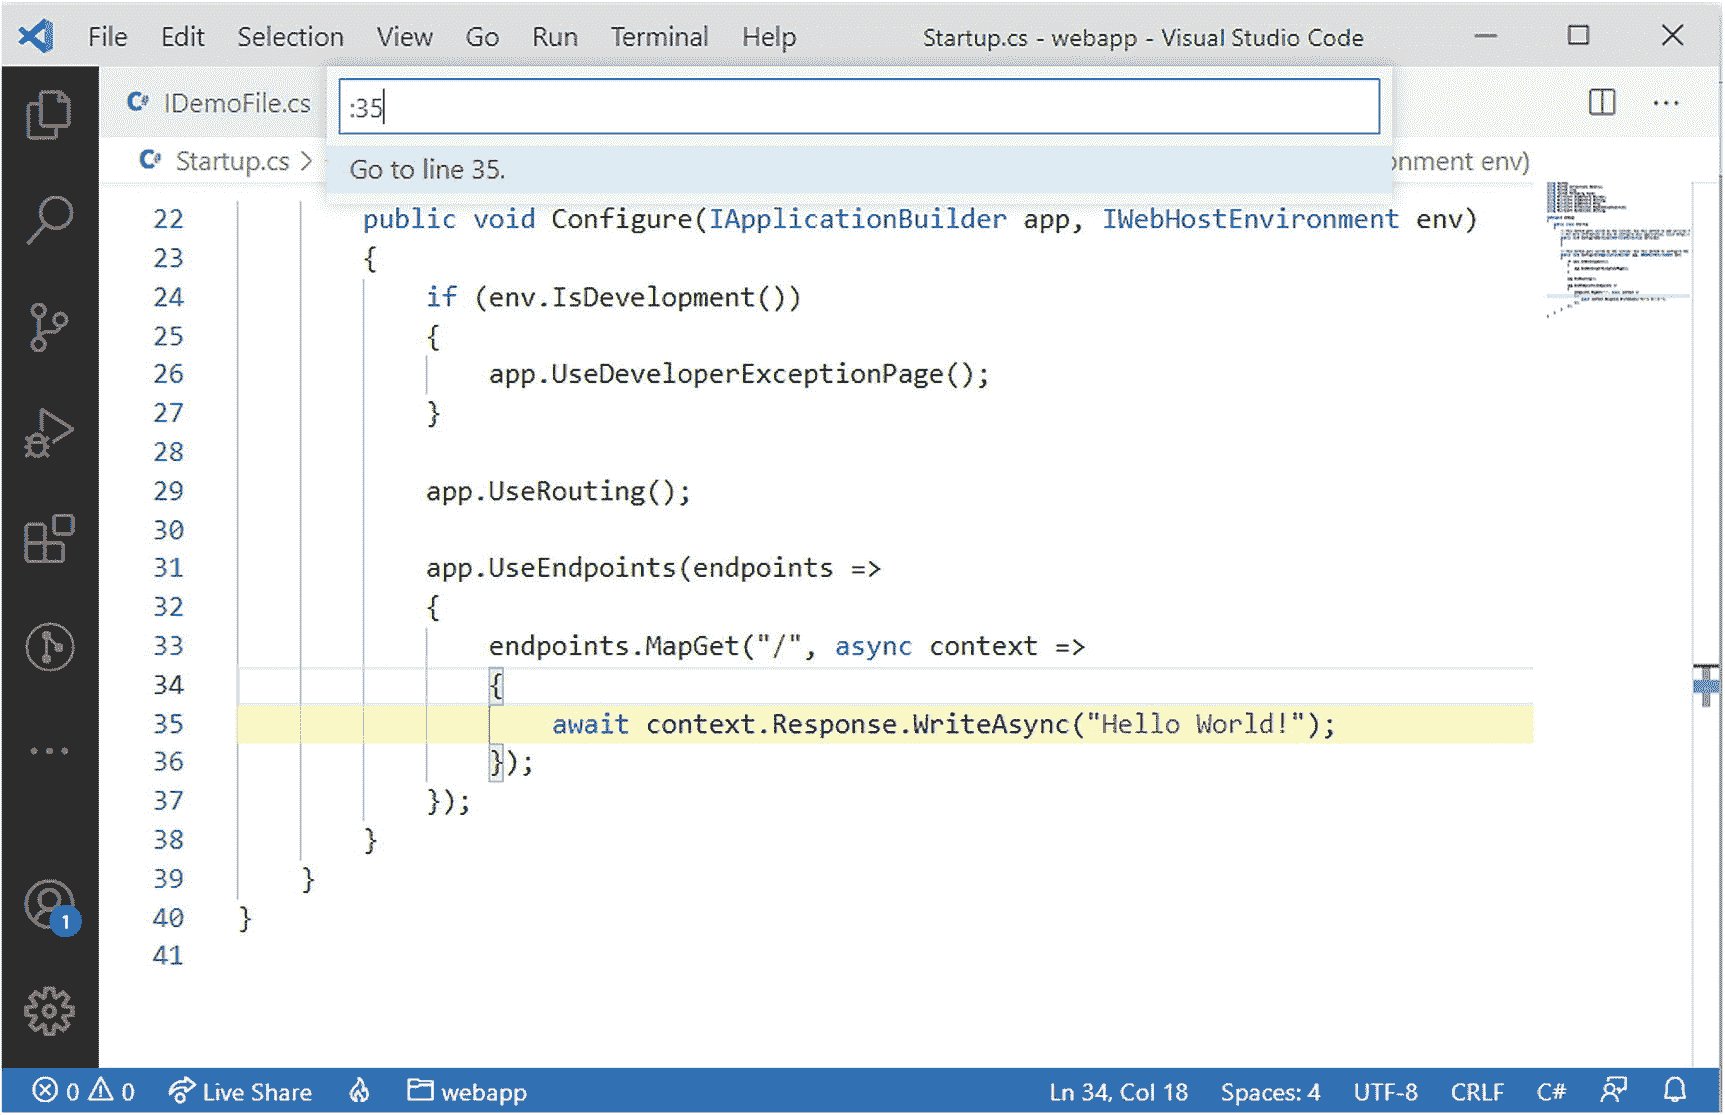 File Edit Selection View Go Run Terminal Help Startup.cs - webapp - Visual Studio Code
C# IDemoFile.cs :35
C# Startup.cs > Go to line 35. onment env)
22 public void Configure(IApplicationBuilder app, IWebHostEnvironment env)
23 {
24 if (env.IsDevelopment())
25 {
26 app.UseDeveloperExceptionPage();
27 }
28
29 app.UseRouting();
30
31 app.UseEndpoints(endpoints =>
32 {
33 endpoints.MapGet("/", async context =>
34 {
35 await context.Response.WriteAsync("Hello World!");
36 });
37 });
38 }
39 }
40 }
41
1
0 0 Live Share webapp Ln 34, Col 18 Spaces: 4 UTF-8 CRLF C#